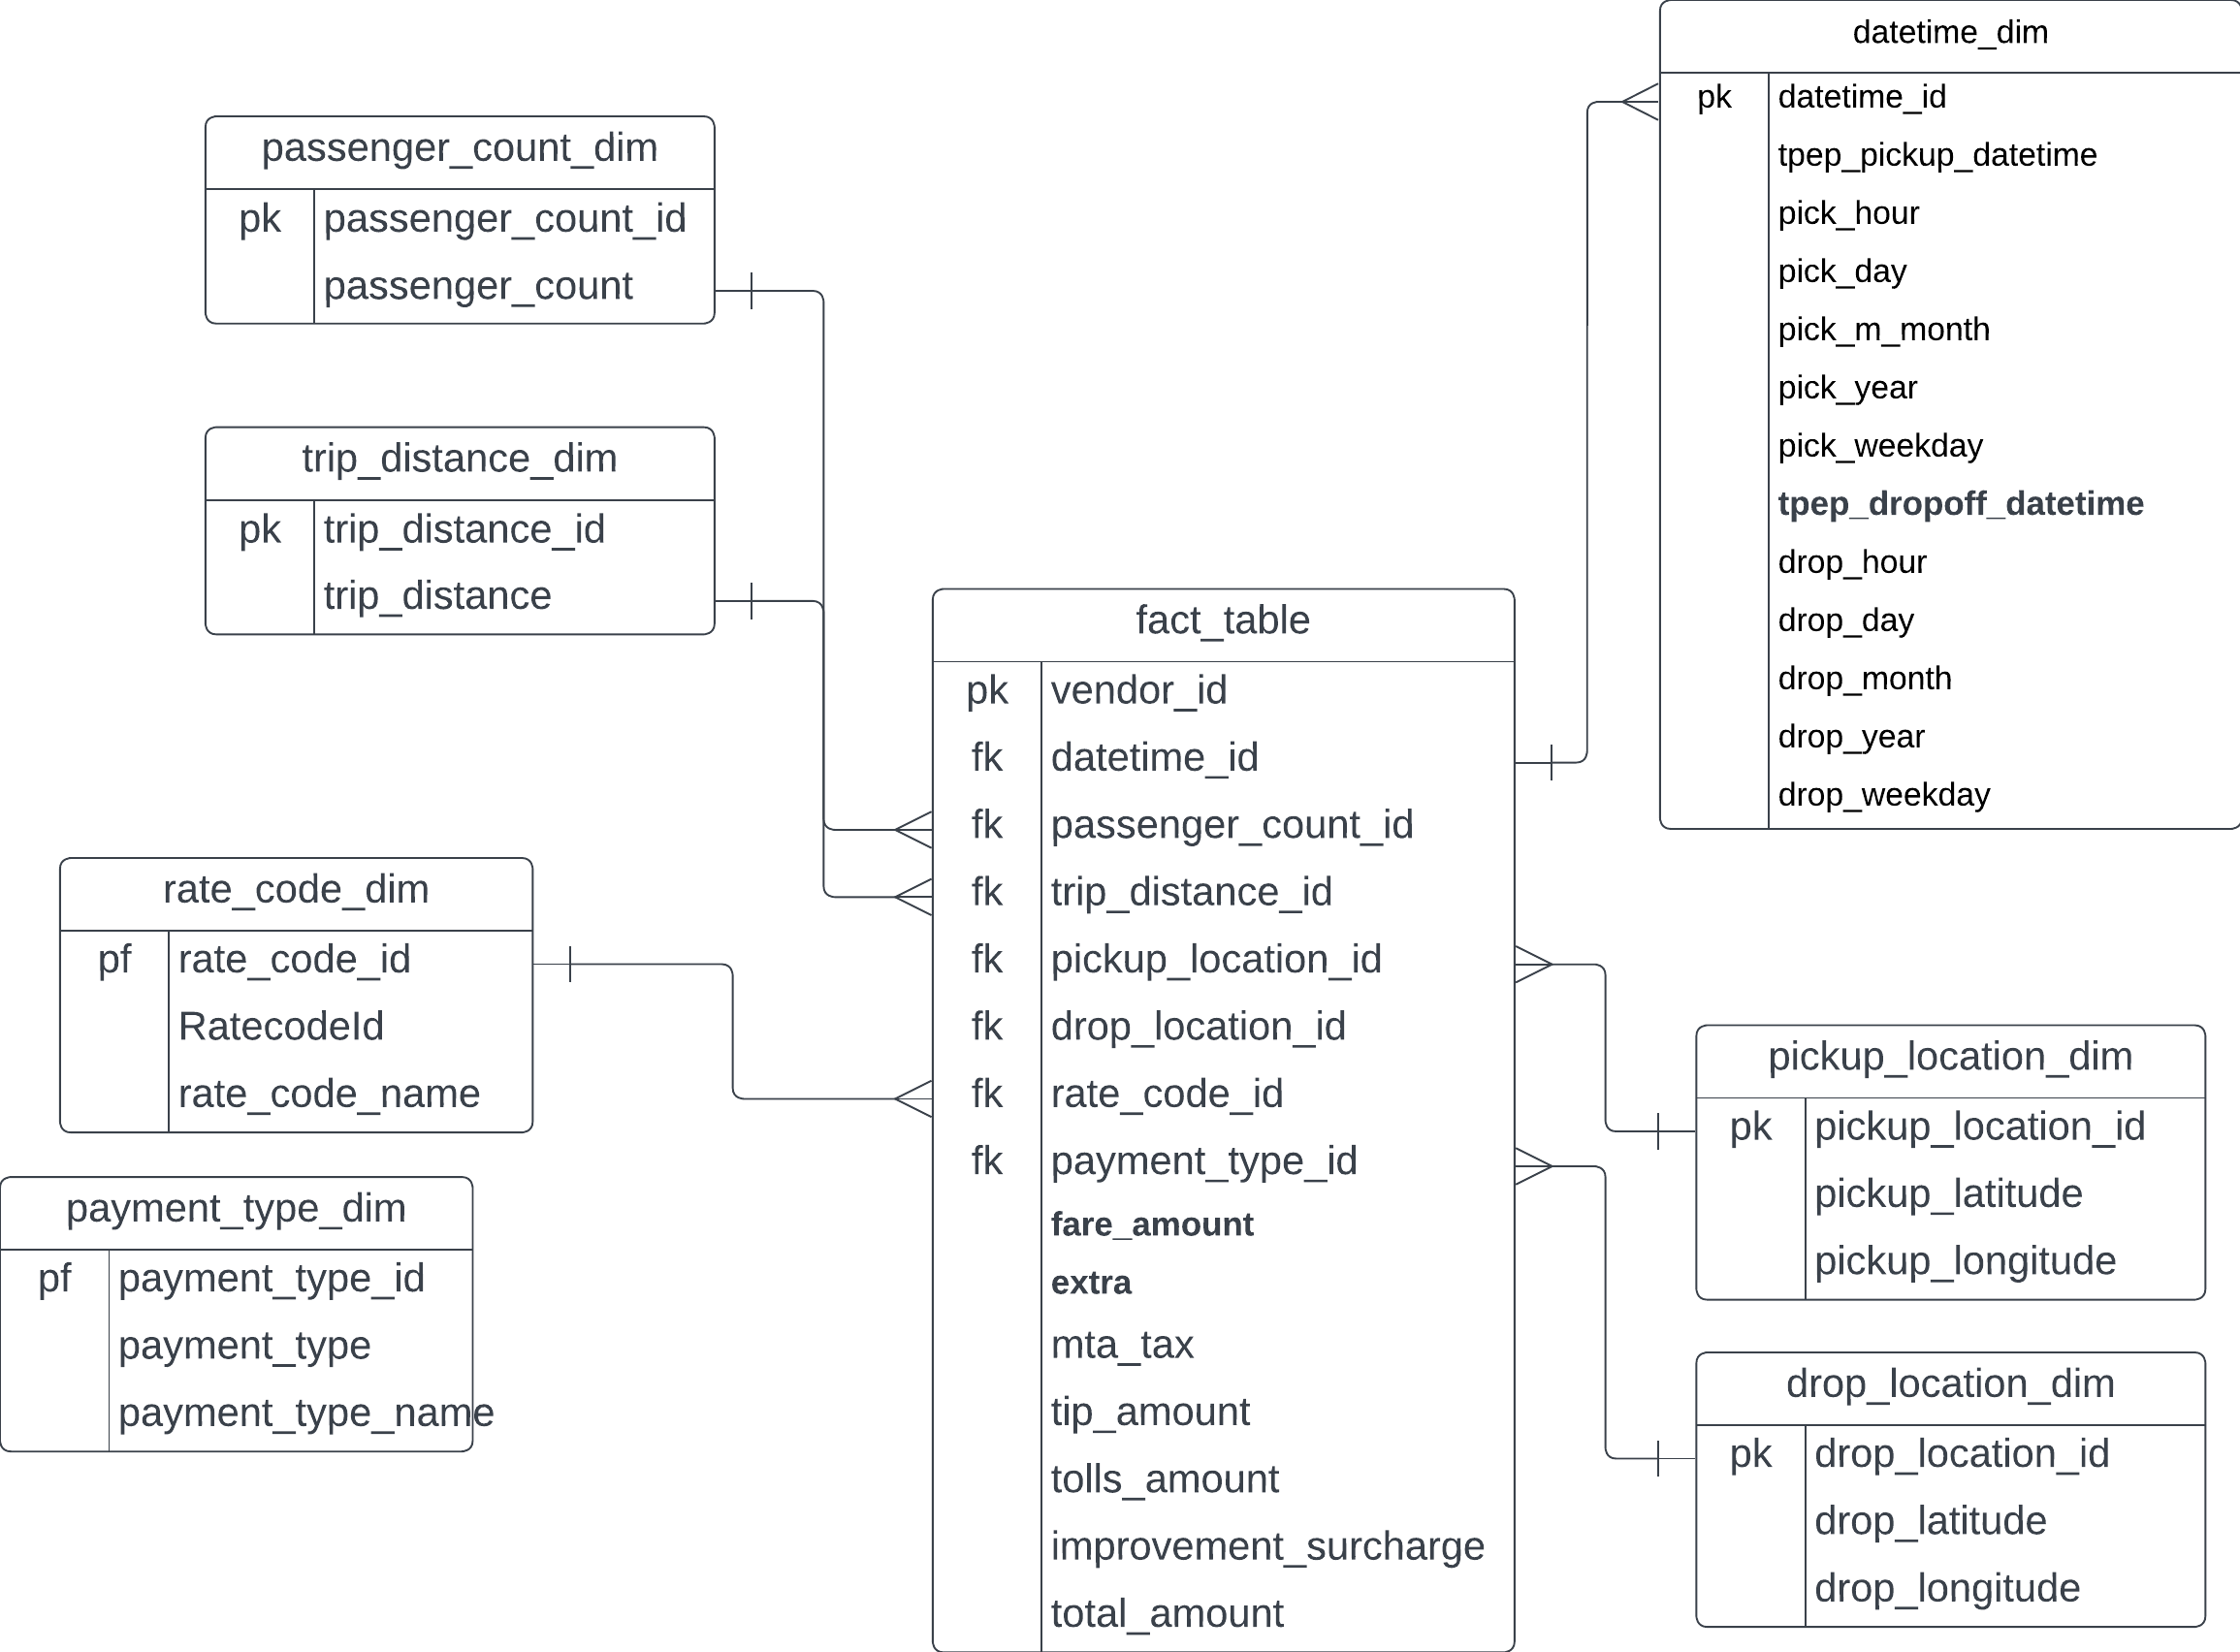 passenger_count_dim
pk passenger_count_id
passenger_count
trip_distance_dim
pk trip_distance_id
trip_distance
rate_code_dim
pf rate_code_id
RatecodeId
rate_code_name
payment_type_dim
pf payment_type_id
payment_type
payment_type_name
fact_table
pk vendor_id
fk datetime_id
fk passenger_count_id
fk trip_distance_id
fk pickup_location_id
fk drop_location_id
fk rate_code_id
fk payment_type_id
fare_amount
extra
mta_tax
tip_amount
tolls_amount
improvement_surcharge
total_amount
datetime_dim
pk datetime_id
tpep_pickup_datetime
pick_hour
pick_day
pick_m_month
pick_year
pick_weekday
tpep_dropoff_datetime
drop_hour
drop_day
drop_month
drop_year
drop_weekday
pickup_location_dim
pk pickup_location_id
pickup_latitude
pickup_longitude
drop_location_dim
pk drop_location_id
drop_latitude
drop_longitude